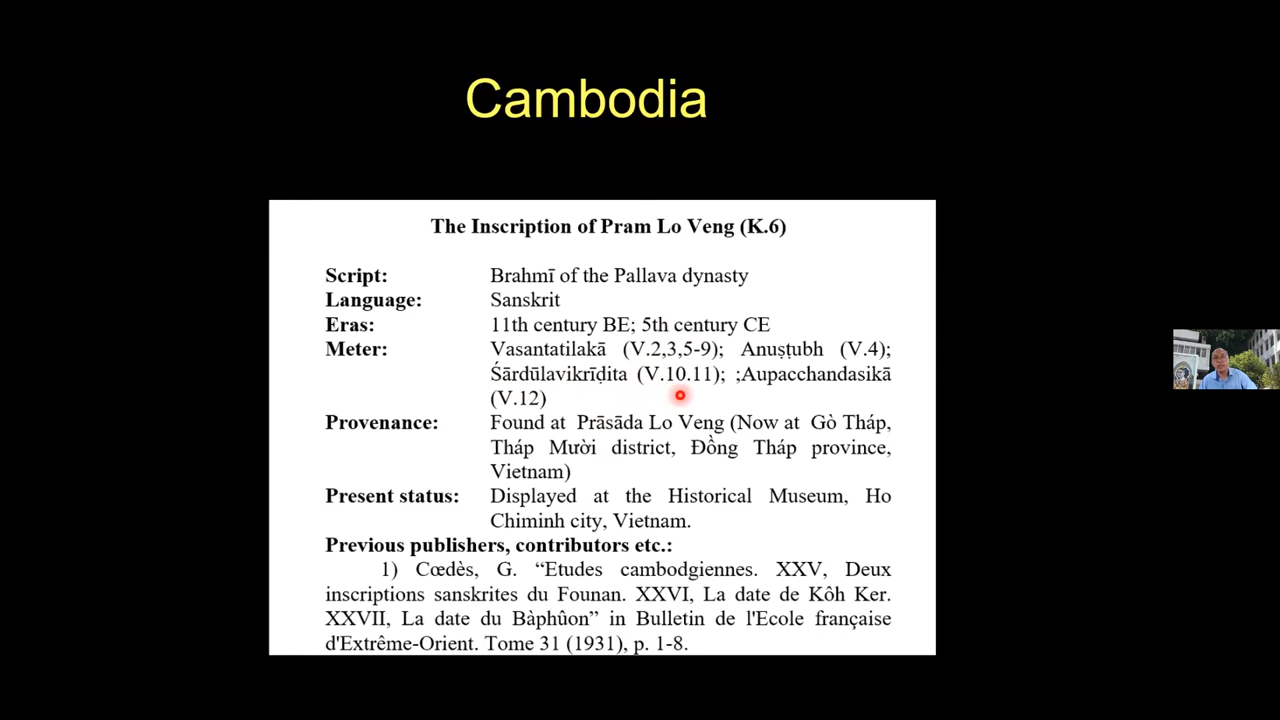 Cambodia
The Inscription of Pram Lo Veng (K.6)
Script: Brahmī of the Pallava dynasty
Language: Sanskrit
Eras: 11th century BE; 5th century CE
Meter: Vasantatilakā (V.2,3,5-9); Anuṣṭubh (V.4);
Śārdūlavikrīḍita (V.10.11); ;Aupacchandasikā
(V.12)
Provenance: Found at Prāsāda Lo Veng (Now at Gò Tháp,
Tháp Mười district, Đồng Tháp province,
Vietnam)
Present status: Displayed at the Historical Museum, Ho
Chiminh city, Vietnam.
Previous publishers, contributors etc.:
1) Cœdès, G. “Etudes cambodgiennes. XXV, Deux
inscriptions sanskrites du Founan. XXVI, La date de Kôh Ker.
XXVII, La date du Bàphûon” in Bulletin de l'Ecole française
d'Extrême-Orient. Tome 31 (1931), p. 1-8.